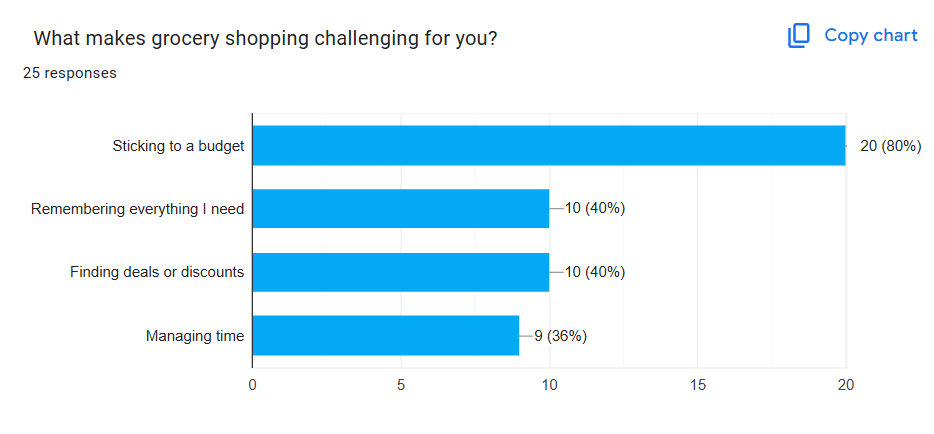 What makes grocery shopping challenging for you?
Copy chart
25 responses
Sticking to a budget 20 (80%)
Remembering everything I need 10 (40%)
Finding deals or discounts 10 (40%)
Managing time 9 (36%)
0 5 10 15 20